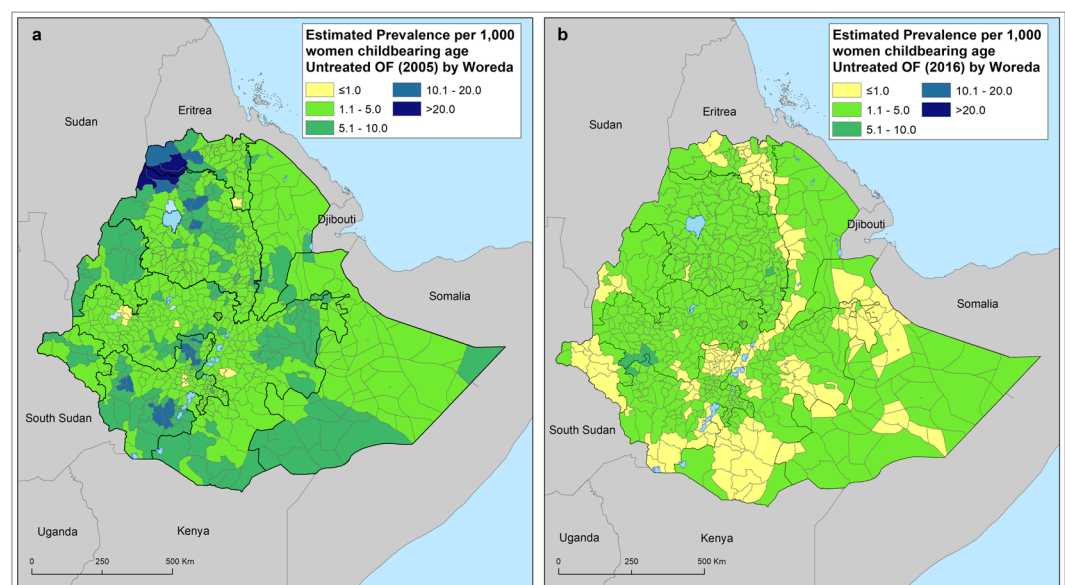 a
Estimated Prevalence per 1,000
women childbearing age
Untreated OF (2005) by Woreda
≤1.0
10.1 - 20.0
1.1 - 5.0
>20.0
5.1 - 10.0
Eritrea
Sudan
Djibouti
Somalia
South Sudan
Uganda
Kenya
0 250 500 Km
b
Estimated Prevalence per 1,000
women childbearing age
Untreated OF (2016) by Woreda
≤1.0
10.1 - 20.0
1.1 - 5.0
>20.0
5.1 - 10.0
Eritrea
Sudan
Djibouti
Somalia
South Sudan
Uganda
Kenya
0 250 500 Km